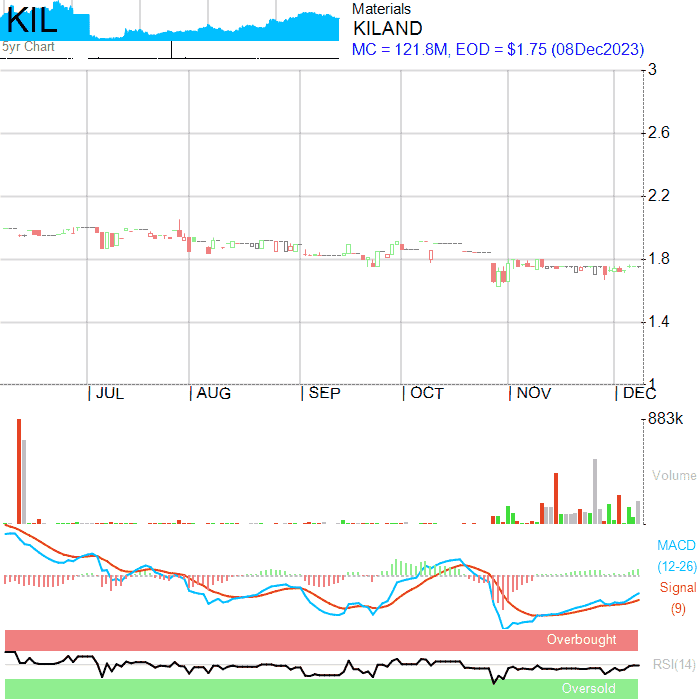 KIL
5yr Chart
Materials
KILAND
MC = 121.8M, EOD = $1.75 (08Dec2023)
3
2.6
2.2
1.8
1.4
1
| JUL | AUG | SEP | OCT | NOV | DEC
883k
Volume
MACD
(12-26)
Signal
(9)
Overbought
RSI(14)
Oversold